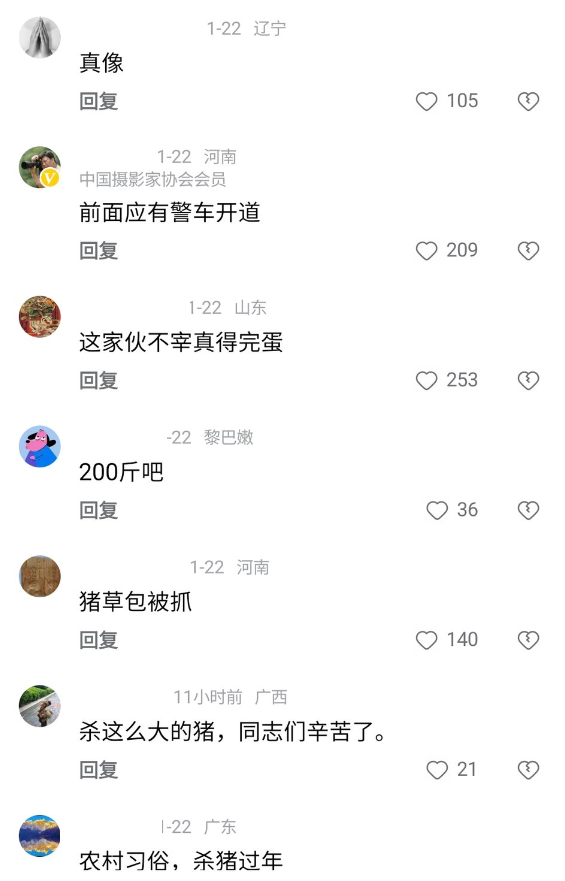 1-22 辽宁
真像
回复 105
1-22 河南
中国摄影家协会会员
前面应有警车开道
回复 209
1-22 山东
这家伙不宰真得完蛋
回复 253
-22 黎巴嫩
200斤吧
回复 36
1-22 河南
猪草包被抓
回复 140
11小时前 广西
杀这么大的猪，同志们辛苦了。
回复 21
-22 广东
农村习俗，杀猪过年